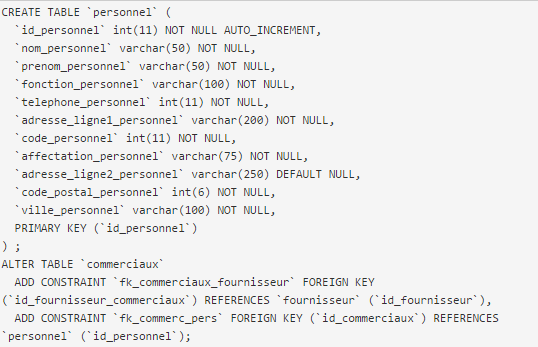 CREATE TABLE `personnel` (
  `id_personnel` int(11) NOT NULL AUTO_INCREMENT,
  `nom_personnel` varchar(50) NOT NULL,
  `prenom_personnel` varchar(50) NOT NULL,
  `fonction_personnel` varchar(100) NOT NULL,
  `telephone_personnel` int(11) NOT NULL,
  `adresse_ligne1_personnel` varchar(200) NOT NULL,
  `code_personnel` int(11) NOT NULL,
  `affectation_personnel` varchar(75) NOT NULL,
  `adresse_ligne2_personnel` varchar(250) DEFAULT NULL,
  `code_postal_personnel` int(6) NOT NULL,
  `ville_personnel` varchar(100) NOT NULL,
  PRIMARY KEY (`id_personnel`)
) ;
ALTER TABLE `commerciaux`
  ADD CONSTRAINT `fk_commerciaux_fournisseur` FOREIGN KEY
(`id_fournisseur_commerciaux`) REFERENCES `fournisseur` (`id_fournisseur`),
  ADD CONSTRAINT `fk_commerc_pers` FOREIGN KEY (`id_commerciaux`) REFERENCES
`personnel` (`id_personnel`);